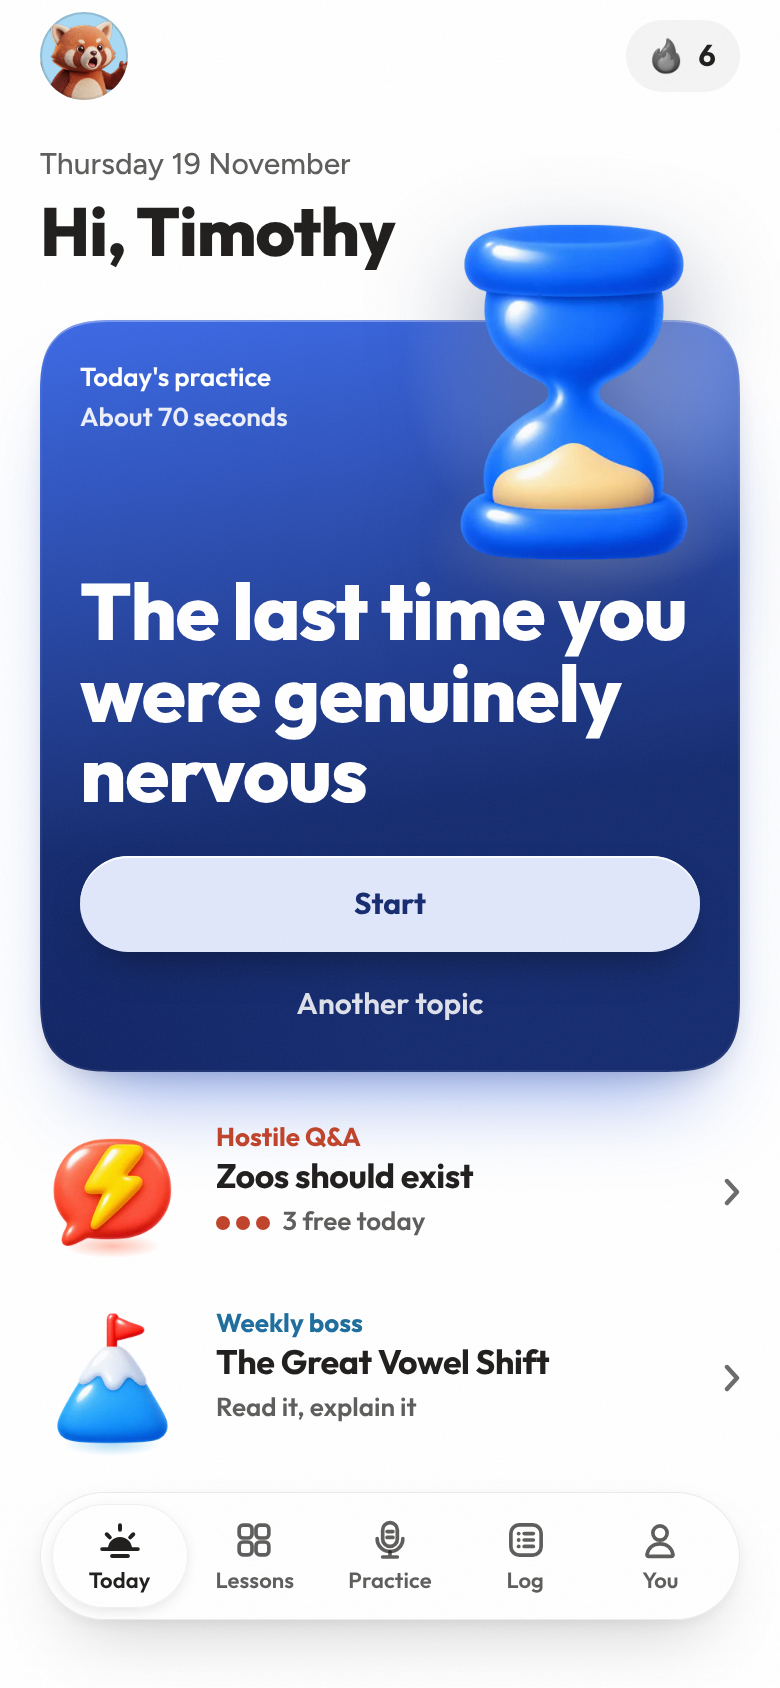 6
Thursday 19 November
Hi, Timothy
Today's practice
About 70 seconds
The last time you
were genuinely
nervous
Start
Another topic
Hostile Q&A
Zoos should exist
3 free today
Weekly boss
The Great Vowel Shift
Read it, explain it
Today
Lessons
Practice
Log
You